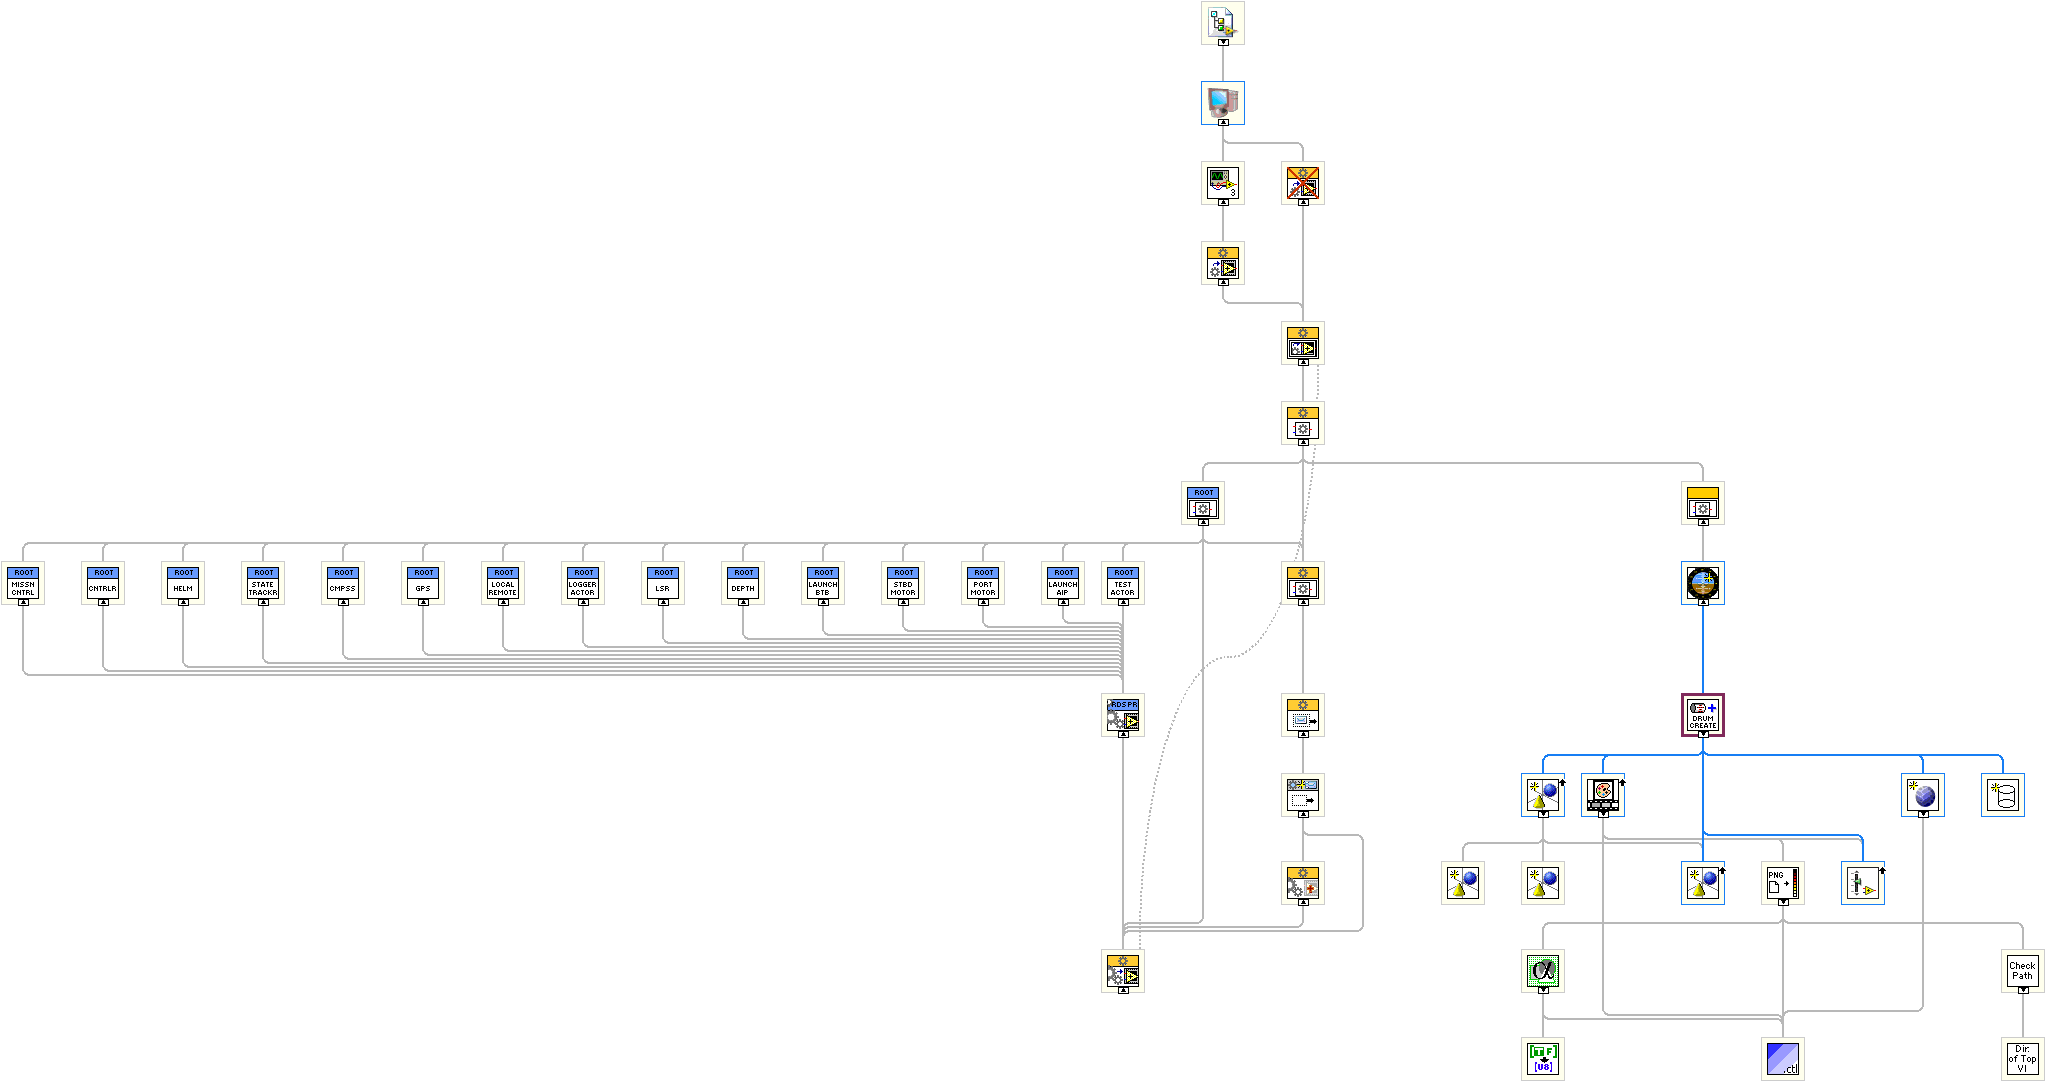 3
ROOT
ROOT
MISSN
CNTRL
ROOT
CNTRLR
ROOT
HELM
ROOT
STATE
TRACKR
ROOT
CMPSS
ROOT
GPS
ROOT
LOCAL
REMOTE
ROOT
LOGGER
ACTOR
ROOT
LSR
ROOT
DEPTH
ROOT
LAUNCH
BTB
ROOT
STBD
MOTOR
ROOT
PORT
MOTOR
ROOT
LAUNCH
AIP
ROOT
TEST
ACTOR
RDSPR
DRUM
CREATE
PNG
α
Check
Path
[TF]
[U8]
.ctl
Dir.
of Top
VI